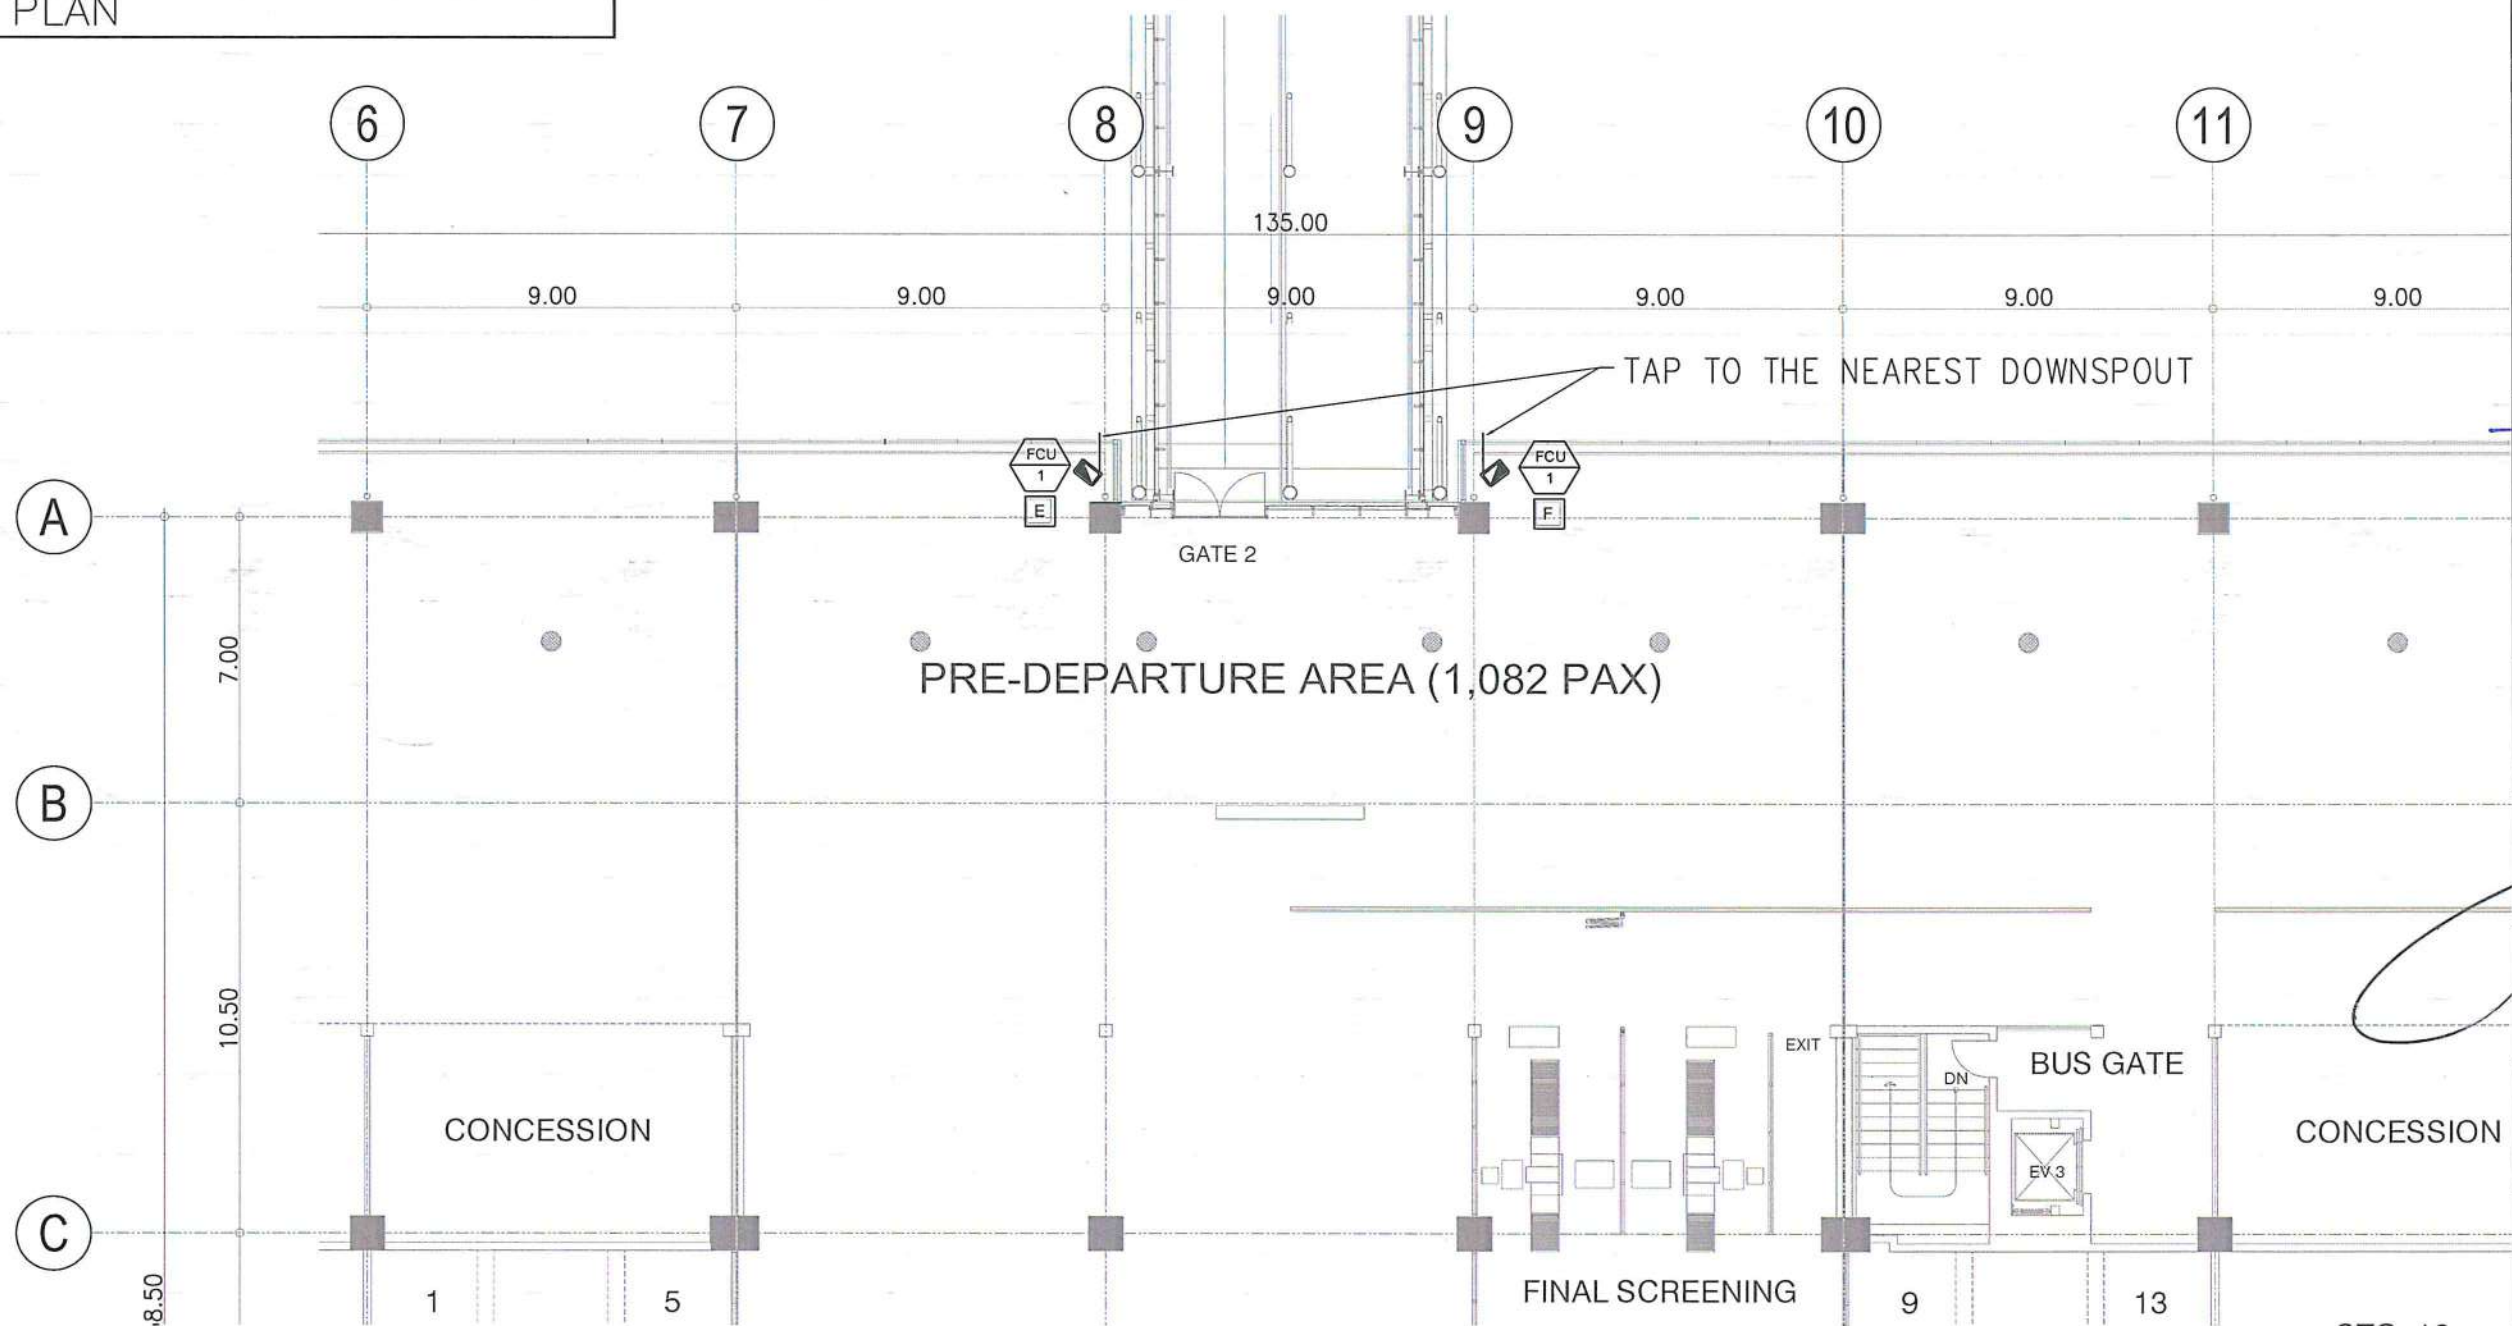 PLAN
6
7
8
9
10
11
135.00
9.00
9.00
9.00
9.00
9.00
9.00
TAP TO THE NEAREST DOWNSPOUT
FCU
1
E
FCU
1
F
A
GATE 2
7.00
PRE-DEPARTURE AREA (1,082 PAX)
B
10.50
EXIT
DN
BUS GATE
CONCESSION
CONCESSION
EV 3
C
FINAL SCREENING
1
5
9
13